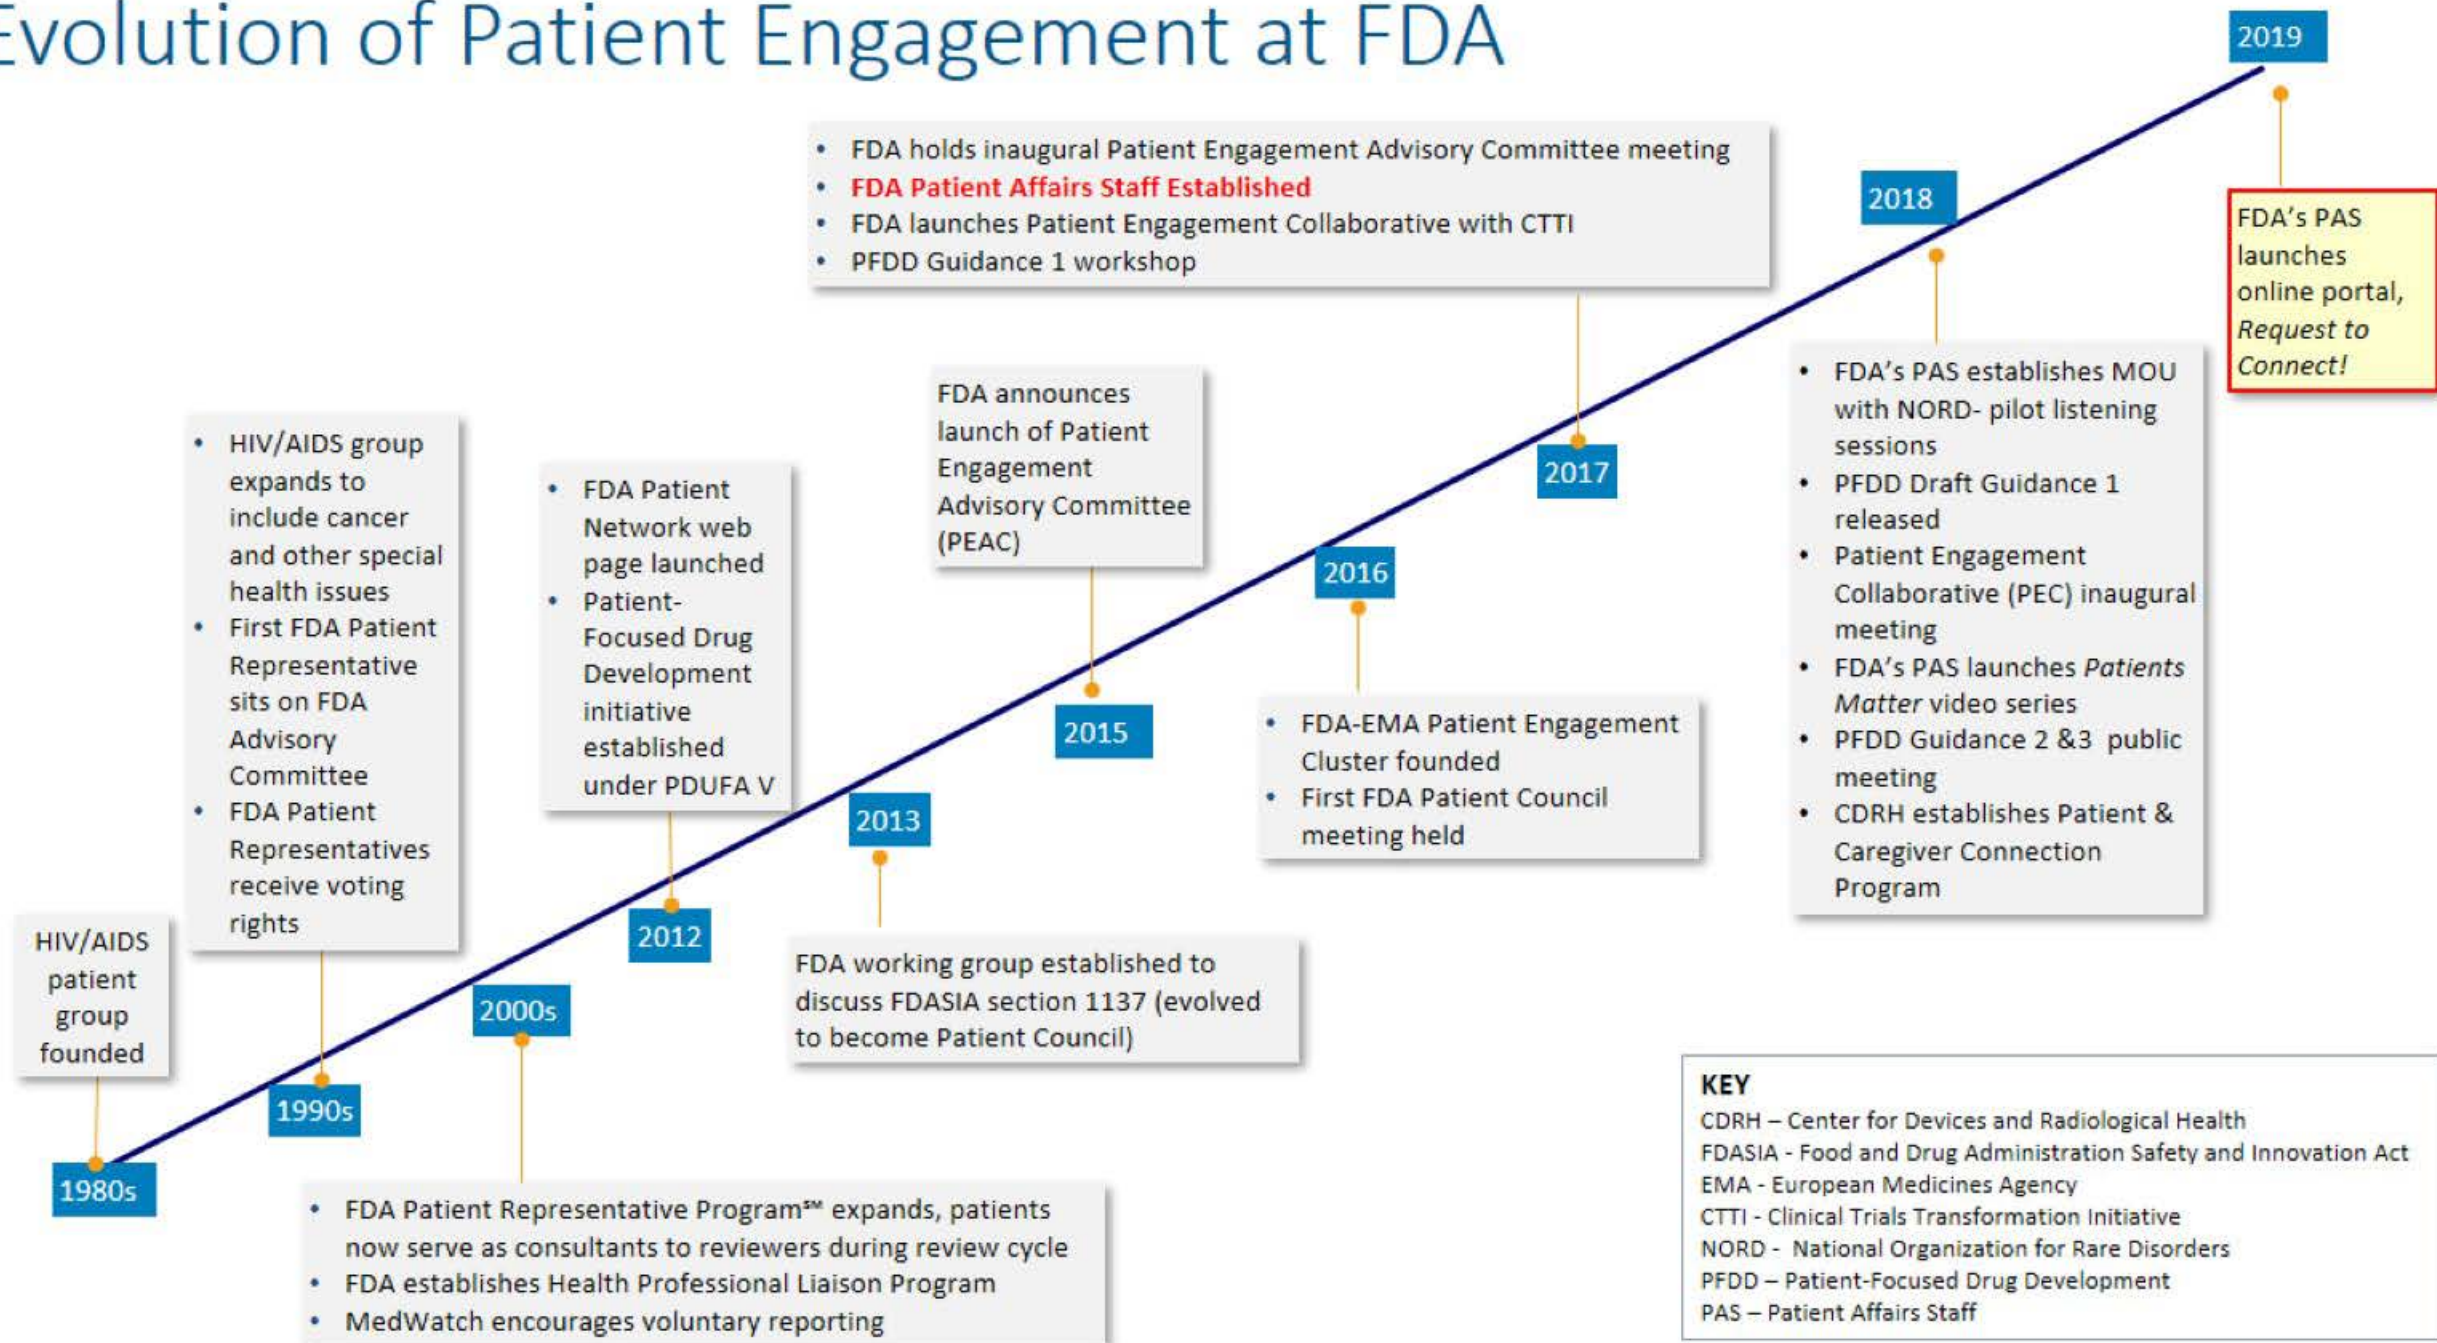 Evolution of Patient Engagement at FDA
2019
• FDA holds inaugural Patient Engagement Advisory Committee meeting
• FDA Patient Affairs Staff Established
• FDA launches Patient Engagement Collaborative with CTTI
• PFDD Guidance 1 workshop
2018
FDA's PAS
launches
online portal,
Request to
Connect!
• FDA's PAS establishes MOU
with NORD- pilot listening
sessions
• PFDD Draft Guidance 1
released
• Patient Engagement
Collaborative (PEC) inaugural
meeting
• FDA's PAS launches Patients
Matter video series
• PFDD Guidance 2 &3 public
meeting
• CDRH establishes Patient &
Caregiver Connection
Program
FDA announces
launch of Patient
Engagement
Advisory Committee
(PEAC)
2017
• HIV/AIDS group
expands to
include cancer
and other special
health issues
• First FDA Patient
Representative
sits on FDA
Advisory
Committee
• FDA Patient
Representatives
receive voting
rights
• FDA Patient
Network web
page launched
• Patient-
Focused Drug
Development
initiative
established
under PDUFA V
2016
2015
• FDA-EMA Patient Engagement
Cluster founded
• First FDA Patient Council
meeting held
2013
2012
HIV/AIDS
patient
group
founded
FDA working group established to
discuss FDASIA section 1137 (evolved
to become Patient Council)
2000s
1990s
1980s
• FDA Patient Representative Program℠ expands, patients
now serve as consultants to reviewers during review cycle
• FDA establishes Health Professional Liaison Program
• MedWatch encourages voluntary reporting
KEY
CDRH – Center for Devices and Radiological Health
FDASIA - Food and Drug Administration Safety and Innovation Act
EMA - European Medicines Agency
CTTI - Clinical Trials Transformation Initiative
NORD - National Organization for Rare Disorders
PFDD – Patient-Focused Drug Development
PAS – Patient Affairs Staff